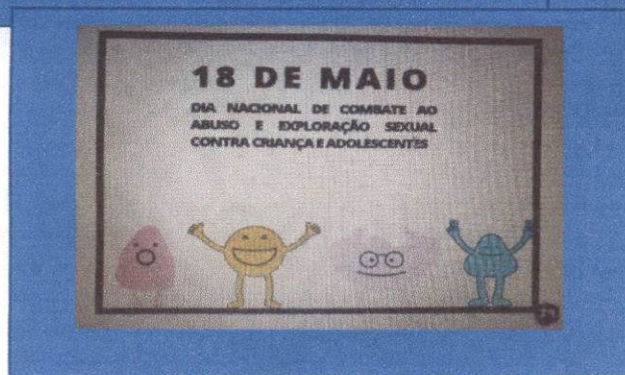 18 DE MAIO
DIA NACIONAL DE COMBATE AO
ABUSO E EXPLORAÇÃO SEXUAL
CONTRA CRIANÇA E ADOLESCENTES